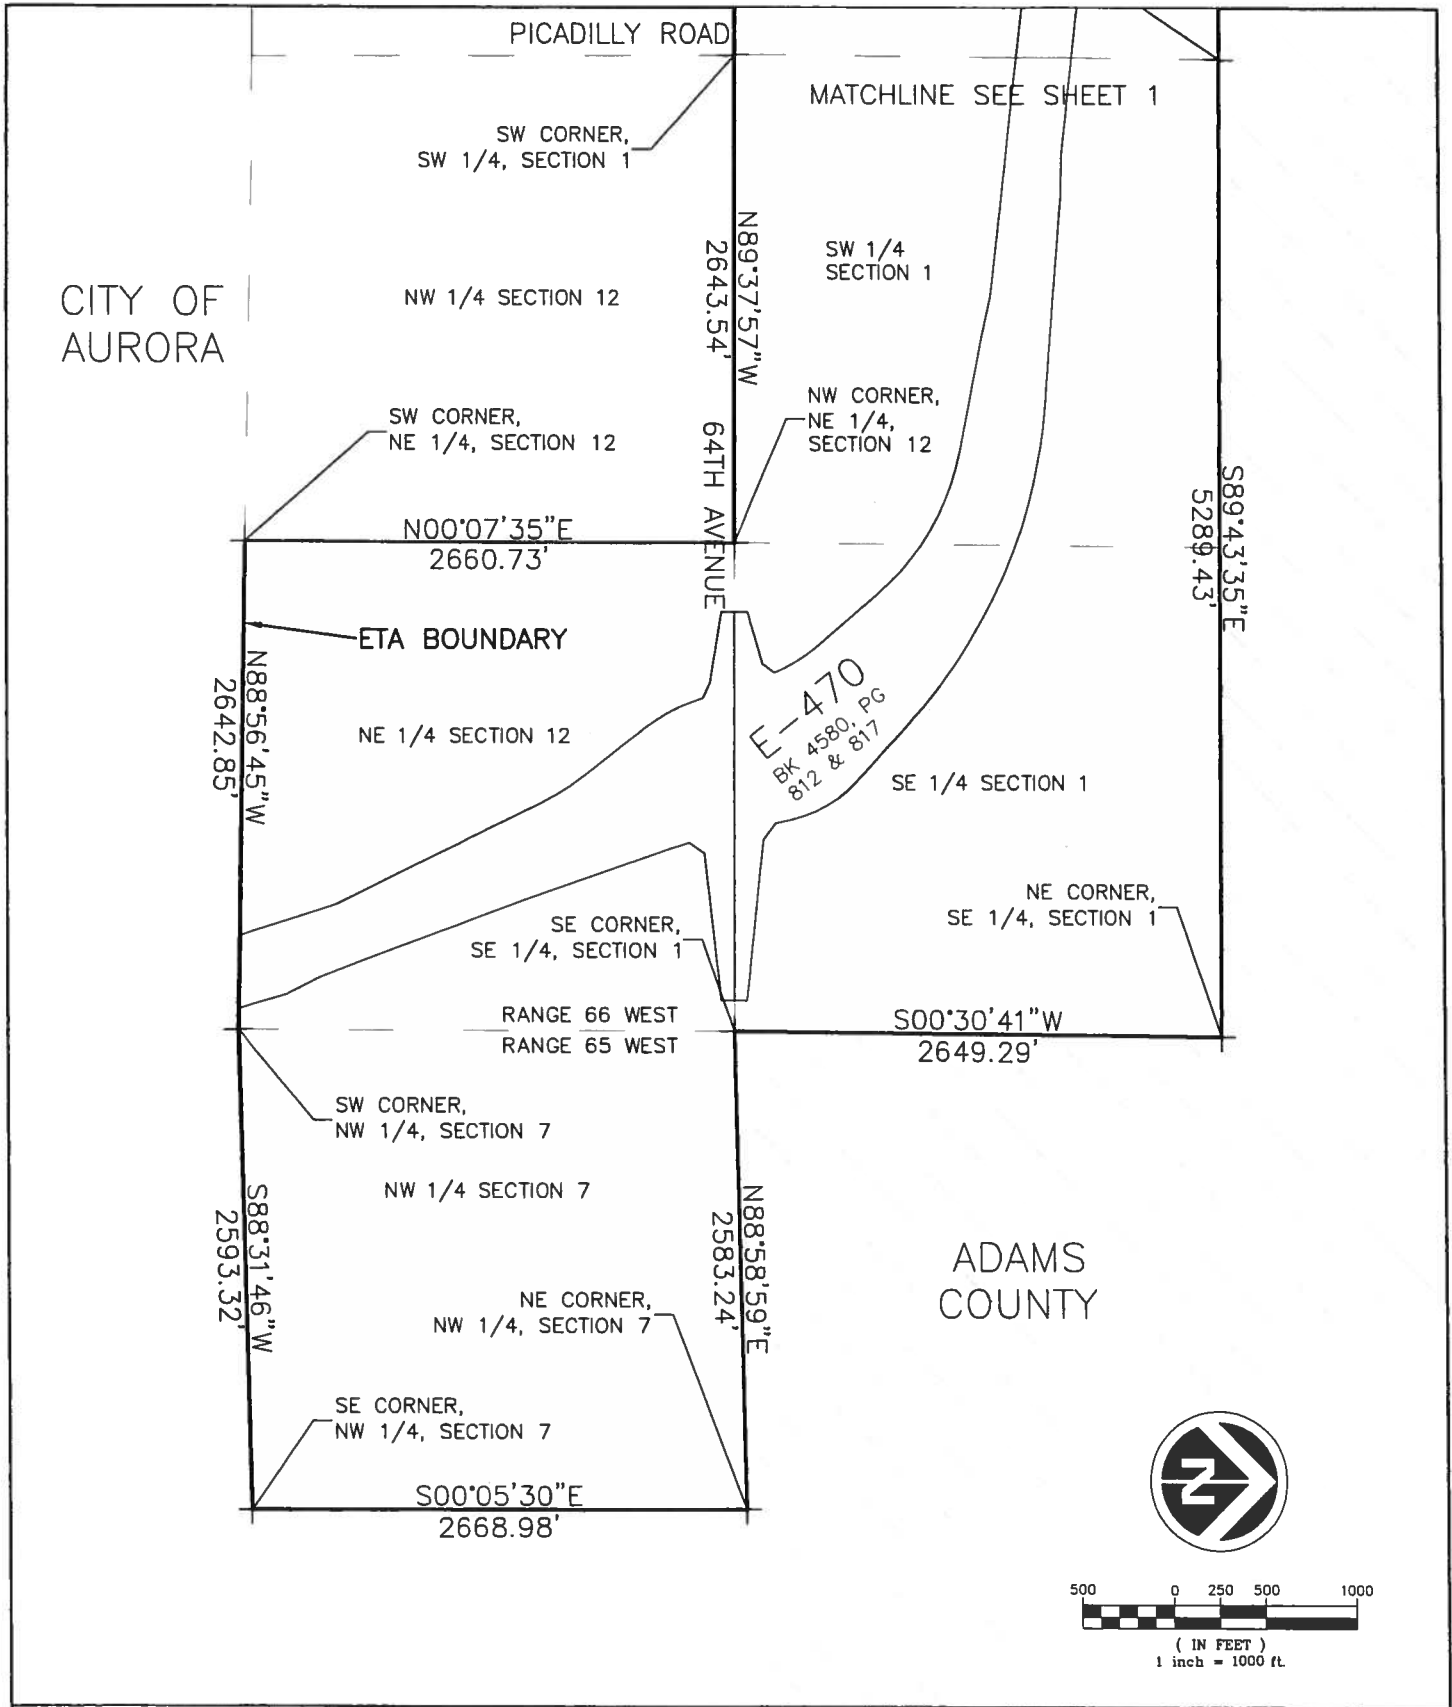 PICADILLY ROAD
MATCHLINE SEE SHEET 1
SW CORNER,
SW 1/4, SECTION 1
N89°37'57"W
2643.54'
SW 1/4
SECTION 1
CITY OF
AURORA
NW 1/4 SECTION 12
SW CORNER,
NE 1/4, SECTION 12
NW CORNER,
NE 1/4,
SECTION 12
64TH AVENUE
S89°43'35"E
5289.43'
N00°07'35"E
2660.73'
ETA BOUNDARY
N88°56'45"W
2642.85'
NE 1/4 SECTION 12
E-470
BK 4580, PG
812 & 817
SE 1/4 SECTION 1
NE CORNER,
SE 1/4, SECTION 1
SE CORNER,
SE 1/4, SECTION 1
RANGE 66 WEST
RANGE 65 WEST
S00°30'41"W
2649.29'
SW CORNER,
NW 1/4, SECTION 7
NW 1/4 SECTION 7
S88°31'46"W
2593.32'
N88°58'59"E
2583.24'
ADAMS
COUNTY
NE CORNER,
NW 1/4, SECTION 7
SE CORNER,
NW 1/4, SECTION 7
S00°05'30"E
2668.98'
N
500 0 250 500 1000
( IN FEET )
1 inch = 1000 ft.